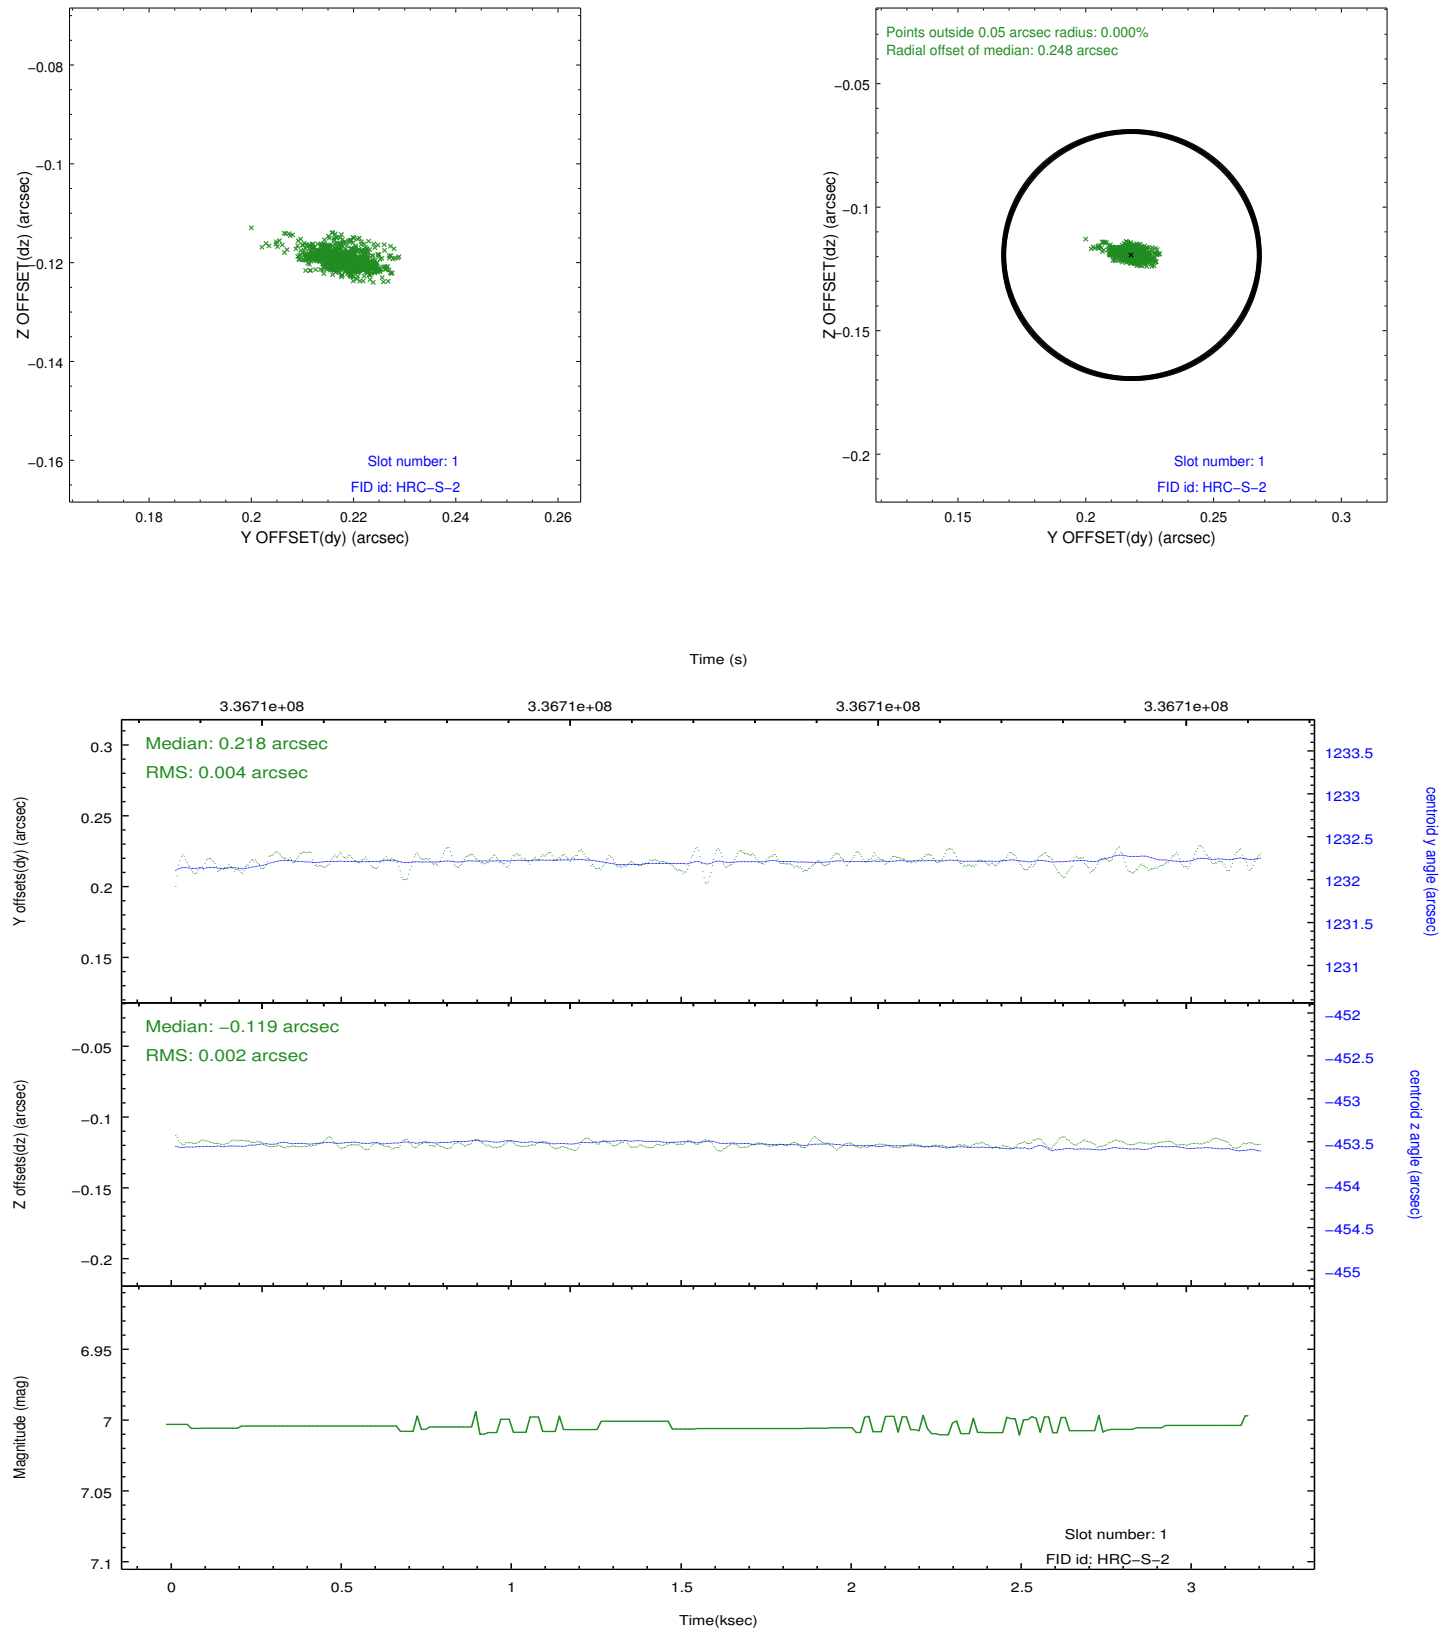 −0.08
−0.1
−0.12
−0.14
−0.16
Z OFFSET(dz) (arcsec)
Slot number: 1
FID id: HRC−S−2
0.18
0.2
0.22
0.24
0.26
Y OFFSET(dy) (arcsec)
Points outside 0.05 arcsec radius: 0.000%
Radial offset of median: 0.248 arcsec
−0.05
−0.1
−0.15
−0.2
Z OFFSET(dz) (arcsec)
Slot number: 1
FID id: HRC−S−2
0.15
0.2
0.25
0.3
Y OFFSET(dy) (arcsec)
Time (s)
3.3671e+08
3.3671e+08
3.3671e+08
3.3671e+08
Median: 0.218 arcsec
RMS: 0.004 arcsec
0.3
0.25
0.2
0.15
Y offsets(dy) (arcsec)
1233.5
1233
1232.5
1232
1231.5
1231
centroid y angle (arcsec)
Median: −0.119 arcsec
RMS: 0.002 arcsec
−0.05
−0.1
−0.15
−0.2
Z offsets(dz) (arcsec)
−452
−452.5
−453
−453.5
−454
−454.5
−455
centroid z angle (arcsec)
6.95
7
7.05
7.1
Magnitude (mag)
Slot number: 1
FID id: HRC−S−2
0
0.5
1
1.5
2
2.5
3
Time(ksec)